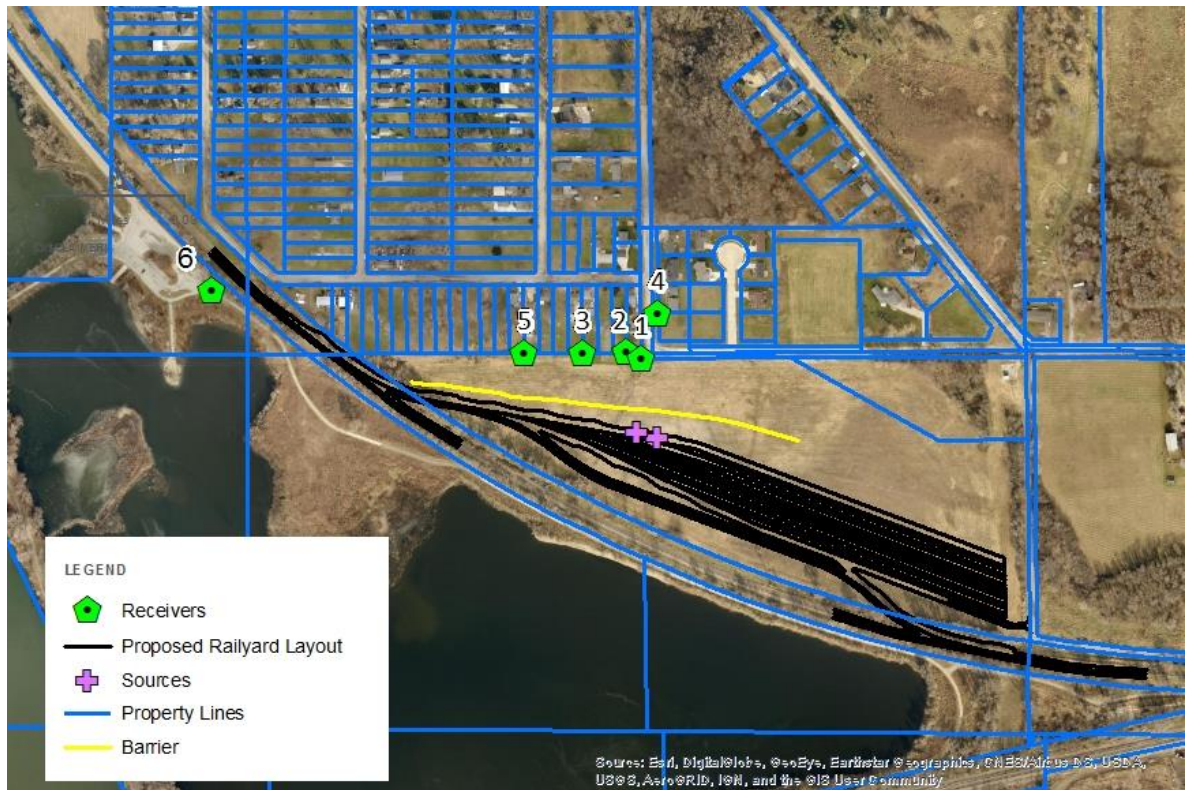 6
4
5
3
2
1
LEGEND
Receivers
Proposed Railyard Layout
Sources
Property Lines
Barrier
Source: Esri, DigitalGlobe, GeoEye, Earthstar Geographics, CNES/Airbus DS, USDA,
USGS, AeroGRID, IGN, and the GIS User Community